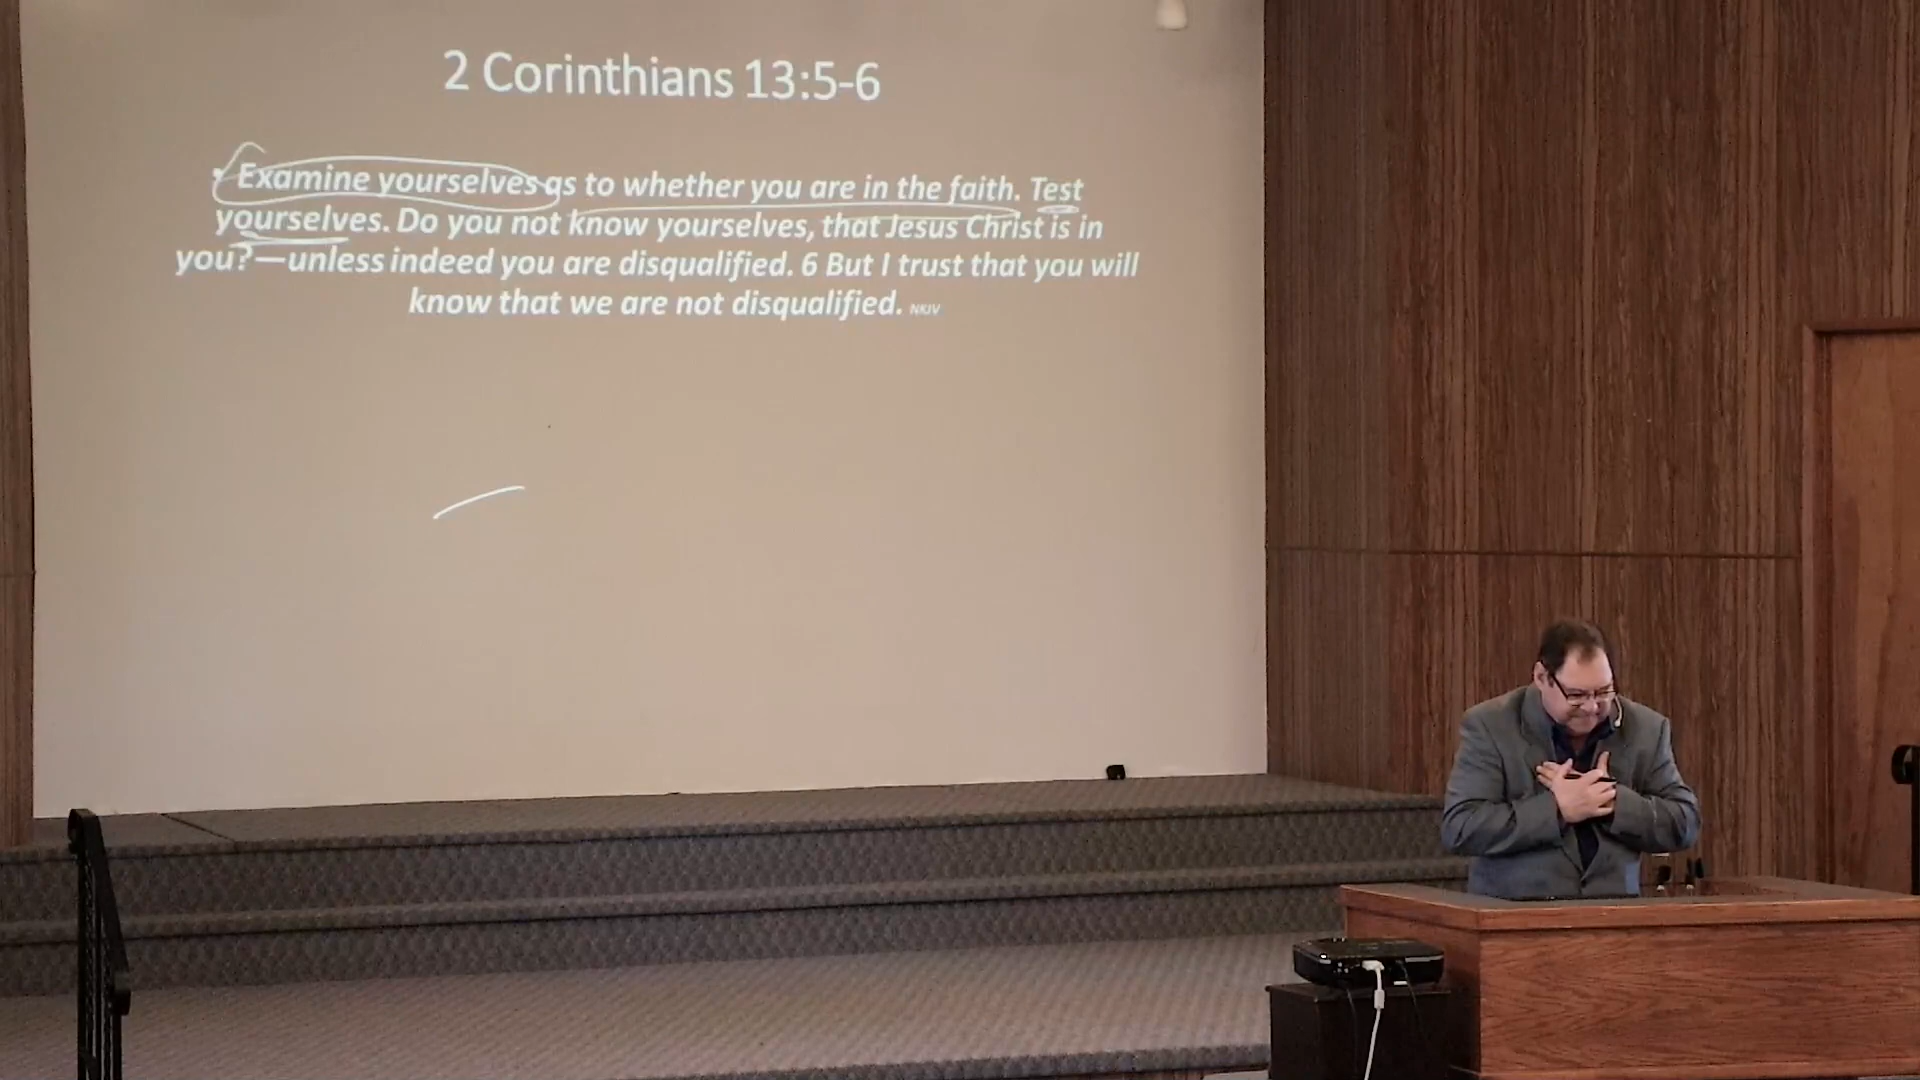 2 Corinthians 13:5-6
• Examine yourselves as to whether you are in the faith. Test
yourselves. Do you not know yourselves, that Jesus Christ is in
you?—unless indeed you are disqualified. 6 But I trust that you will
know that we are not disqualified. NKJV